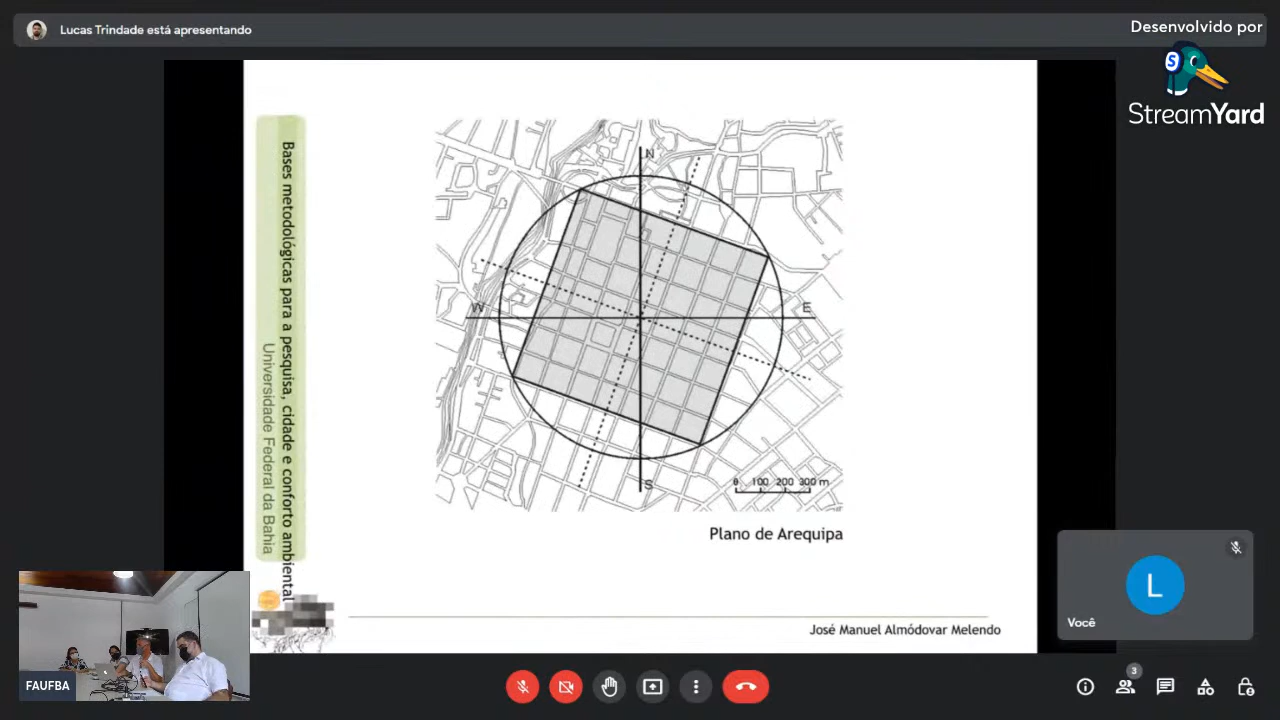 Lucas Trindade está apresentando
Desenvolvido por
S
StreamYard
Bases metodológicas para a pesquisa, cidade e conforto ambiental
Universidade Federal da Bahia
N
W
E
S
0 100 200 300 m
Plano de Arequipa
José Manuel Almódovar Melendo
FAUFBA
L
Você
3